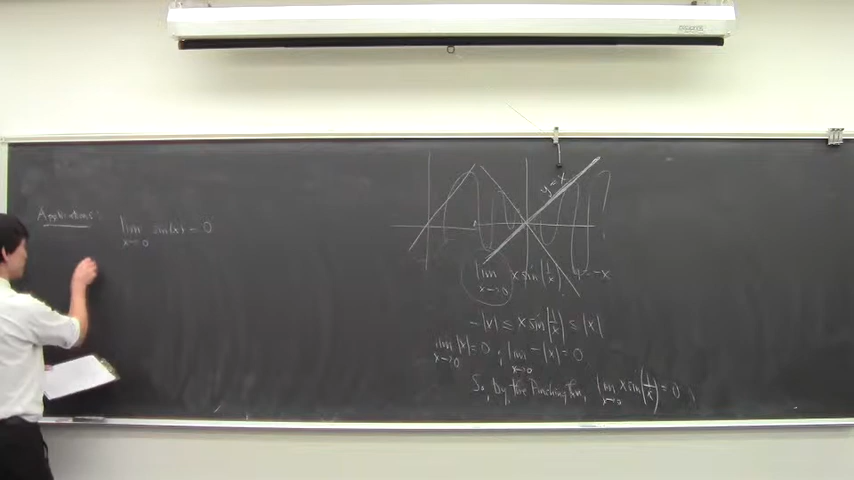 Applications:
lim sin(x) = 0
x→0
y = x
lim x sin(1/x)
x→0
y = -x
-|x| ≤ x sin(1/x) ≤ |x|
lim |x| = 0, lim -|x| = 0
x→0 x→0
So, by the Pinching thm, lim x sin(1/x) = 0
x→0